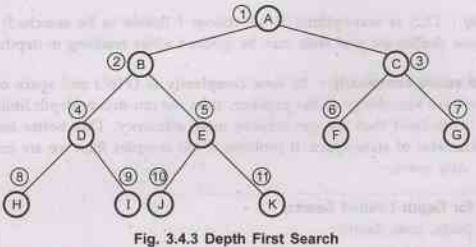 ① A
② B
C ③
④ D
⑤ E
⑥ F
⑦ G
⑧ H
⑨ I
⑩ J
⑪ K
Fig. 3.4.3 Depth First Search